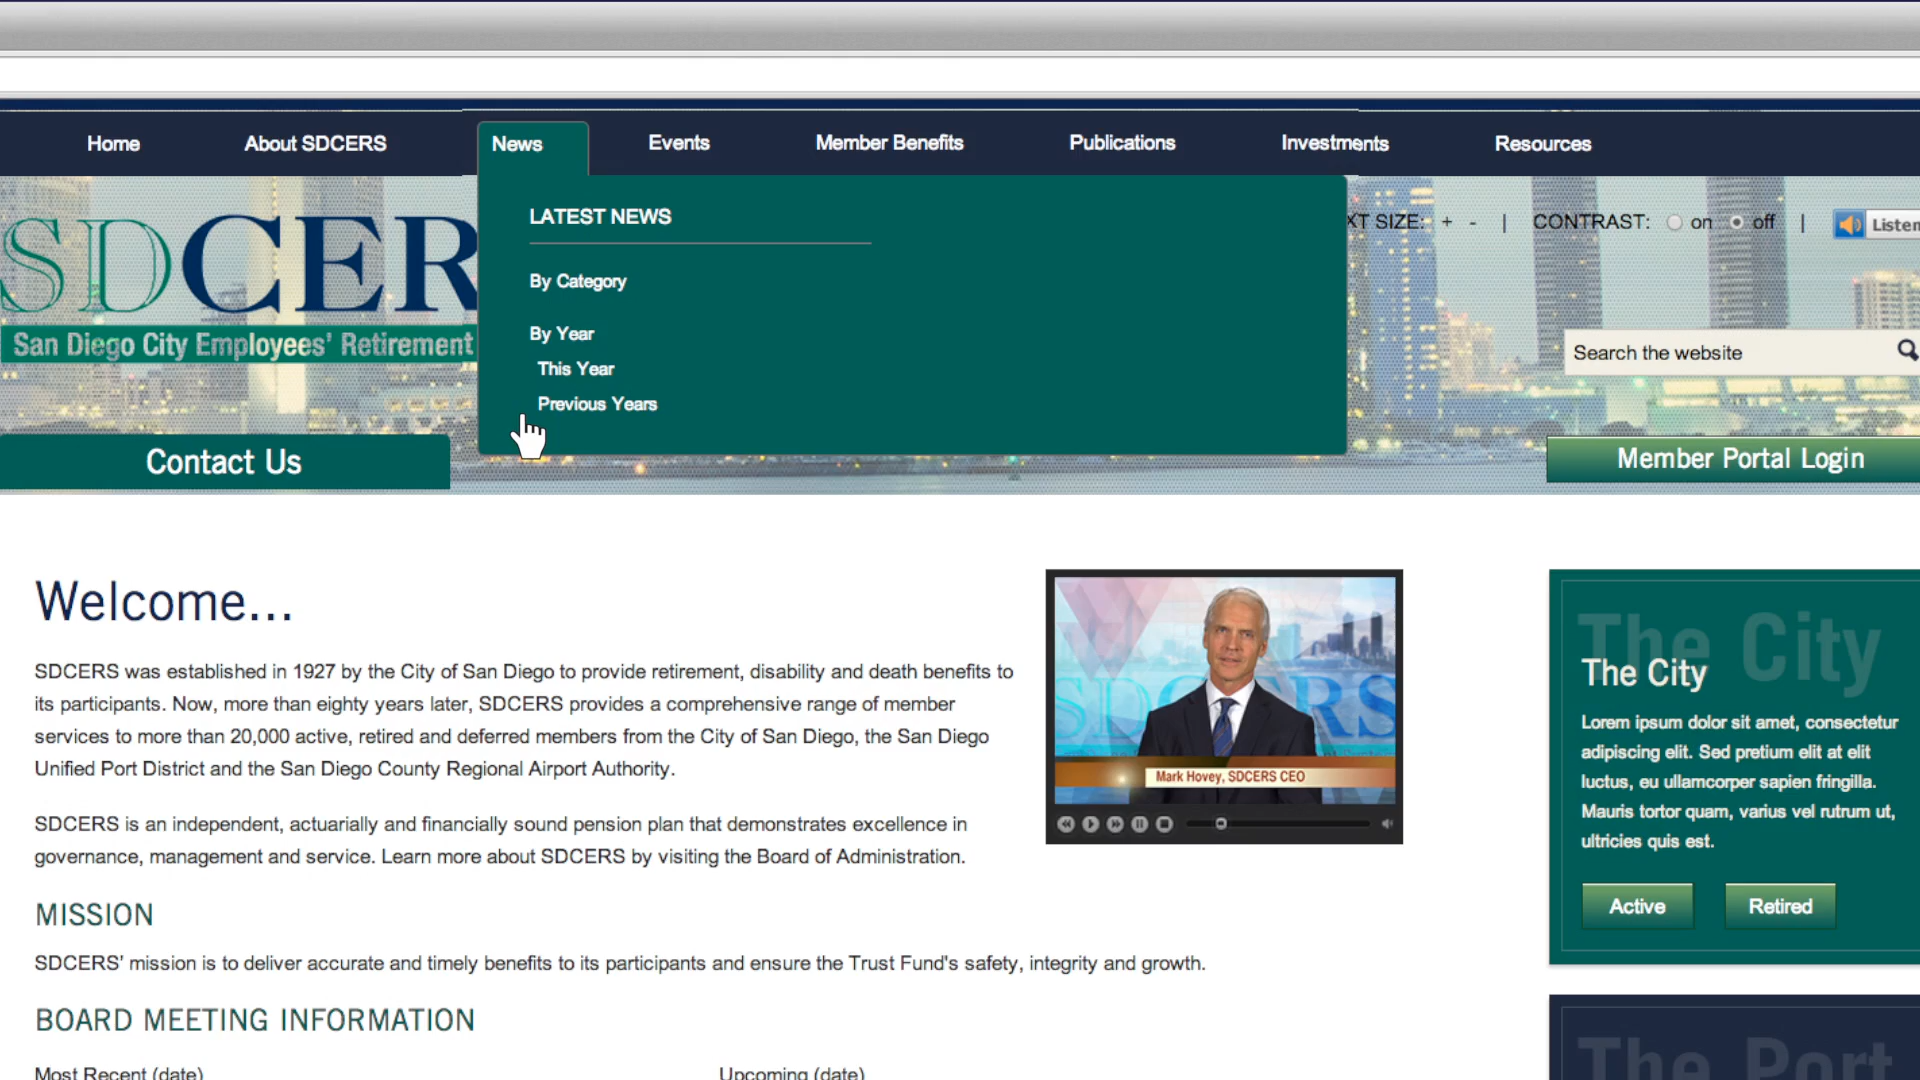 Home About SDCERS News Events Member Benefits Publications Investments Resources
LATEST NEWS
By Category
By Year
This Year
Previous Years
XT SIZE: + - | CONTRAST: on off | Listen
SDCER
San Diego City Employees' Retirement
Search the website
Contact Us
Member Portal Login
Welcome...
SDCERS was established in 1927 by the City of San Diego to provide retirement, disability and death benefits to
its participants. Now, more than eighty years later, SDCERS provides a comprehensive range of member
services to more than 20,000 active, retired and deferred members from the City of San Diego, the San Diego
Unified Port District and the San Diego County Regional Airport Authority.
SDCERS is an independent, actuarially and financially sound pension plan that demonstrates excellence in
governance, management and service. Learn more about SDCERS by visiting the Board of Administration.
SDCERS
Mark Hovey, SDCERS CEO
MISSION
SDCERS' mission is to deliver accurate and timely benefits to its participants and ensure the Trust Fund's safety, integrity and growth.
BOARD MEETING INFORMATION
Most Recent (date) Upcoming (date)
The City
The City
Lorem ipsum dolor sit amet, consectetur
adipiscing elit. Sed pretium elit at elit
luctus, eu ullamcorper sapien fringilla.
Mauris tortor quam, varius vel rutrum ut,
ultricies quis est.
Active Retired
The Port